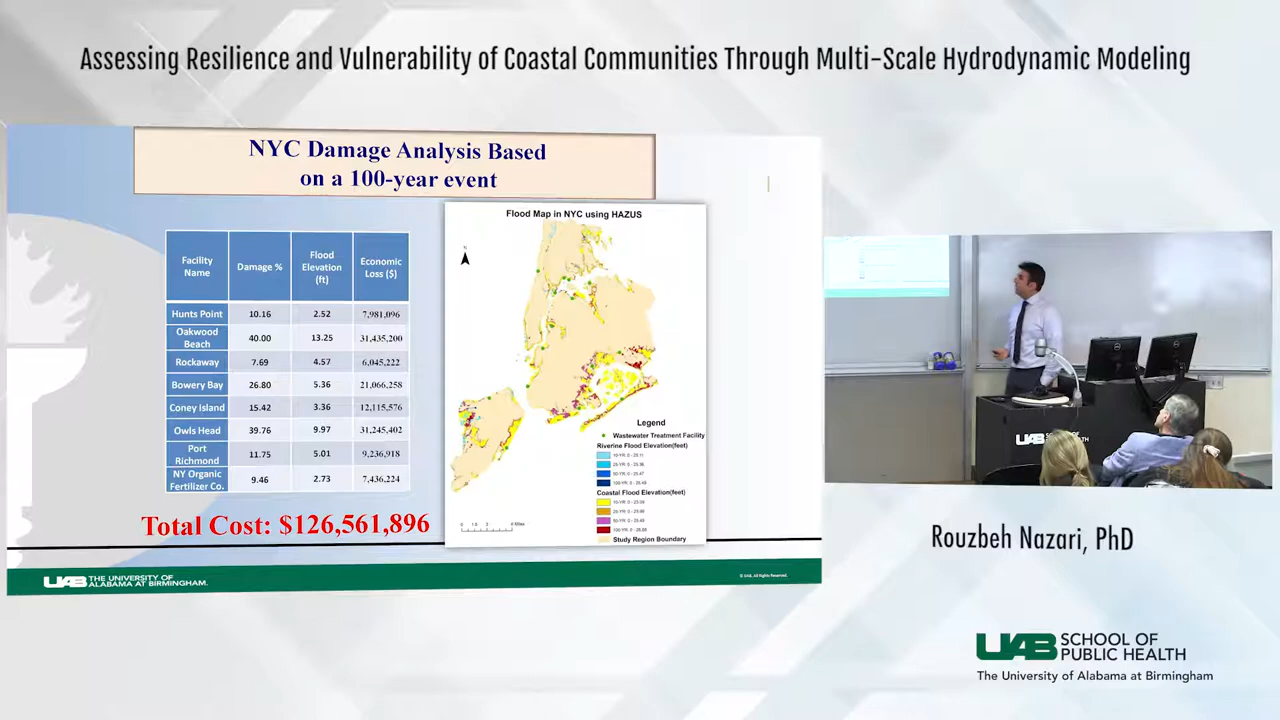 Assessing Resilience and Vulnerability of Coastal Communities Through Multi-Scale Hydrodynamic Modeling
NYC Damage Analysis Based
on a 100-year event
Facility Name Damage % Flood Elevation (ft) Economic Loss ($)
Hunts Point 10.16 2.52 7,981,096
Oakwood Beach 40.00 13.25 31,435,200
Rockaway 7.69 4.57 6,045,222
Bowery Bay 26.80 5.36 21,066,258
Coney Island 15.42 3.36 12,115,576
Owls Head 39.76 9.97 31,245,402
Port Richmond 11.75 5.01 9,236,918
NY Organic Fertilizer Co. 9.46 2.73 7,436,224
Total Cost: $126,561,896
Flood Map in NYC using HAZUS
N
Legend
Wastewater Treatment Facility
Riverine Flood Elevation(feet)
Coastal Flood Elevation(feet)
Study Region Boundary
UAB THE UNIVERSITY OF
ALABAMA AT BIRMINGHAM.
© UAB. All Rights Reserved.
UAB
Rouzbeh Nazari, PhD
UAB SCHOOL OF
PUBLIC HEALTH
The University of Alabama at Birmingham